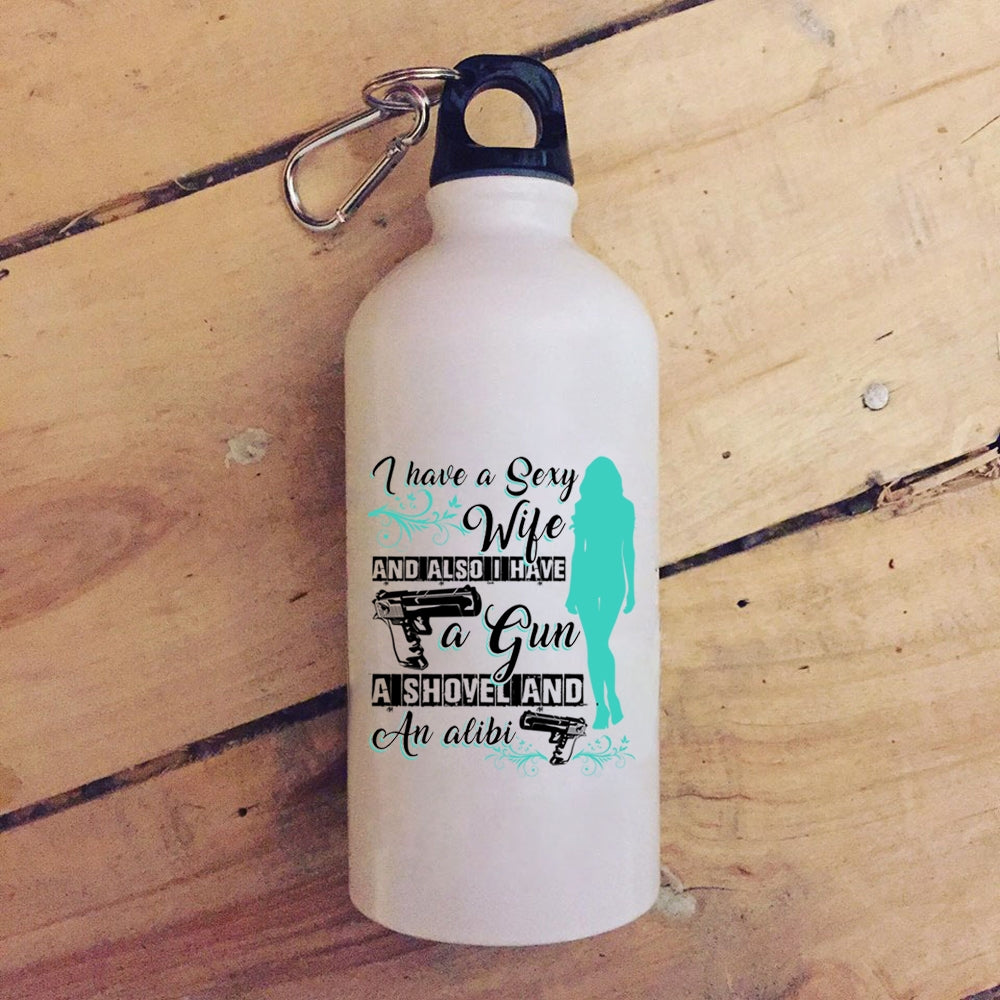 I have a Sexy
Wife
AND ALSO I HAVE
a Gun
A SHOVEL AND
An alibi